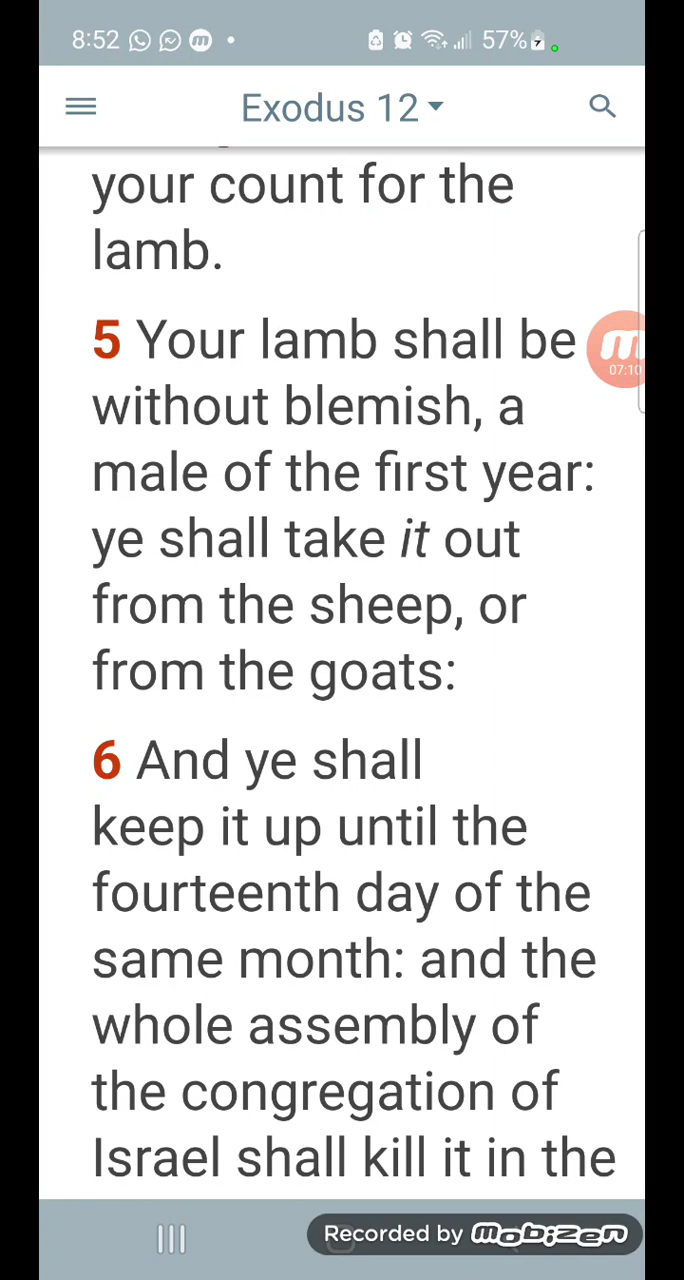 8:52 57%
Exodus 12
your count for the
lamb.
5 Your lamb shall be
without blemish, a
male of the first year:
ye shall take it out
from the sheep, or
from the goats:
07:10
6 And ye shall
keep it up until the
fourteenth day of the
same month: and the
whole assembly of
the congregation of
Israel shall kill it in the
Recorded by mobizen